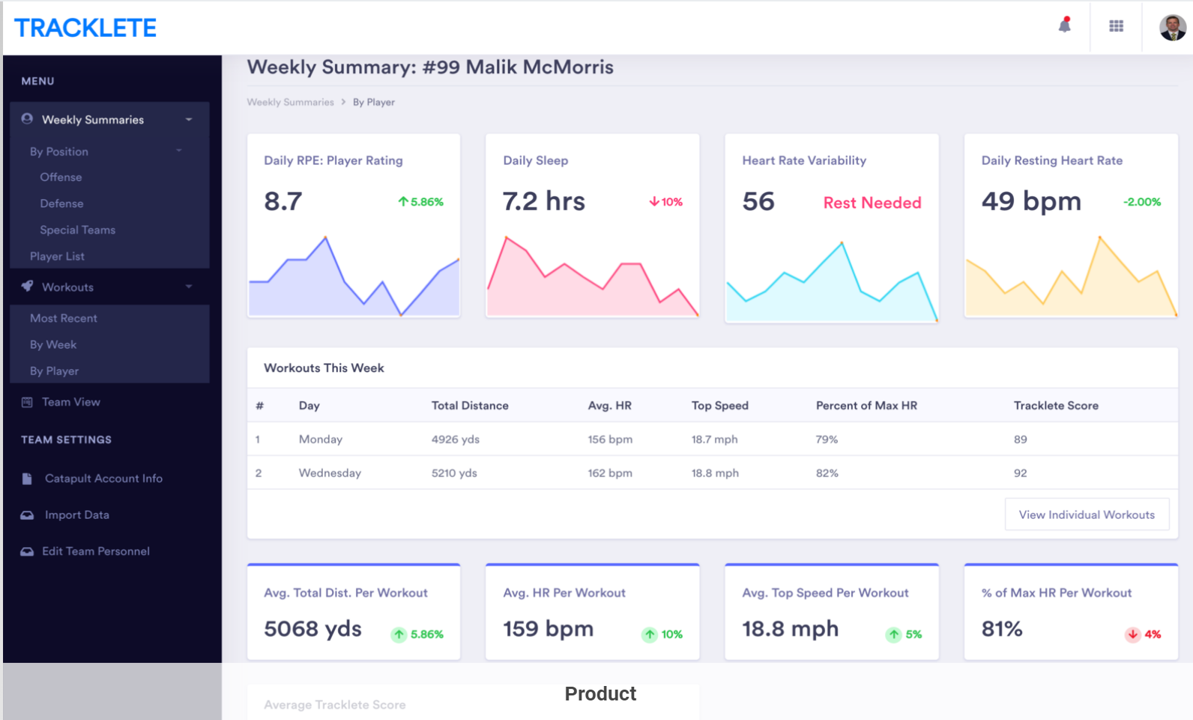 TRACKLETE
MENU
Weekly Summaries
By Position
Offense
Defense
Special Teams
Player List
Workouts
Most Recent
By Week
By Player
Team View
TEAM SETTINGS
Catapult Account Info
Import Data
Edit Team Personnel
Weekly Summary: #99 Malik McMorris
Weekly Summaries > By Player
Daily RPE: Player Rating
8.7 ↑ 5.86%
Daily Sleep
7.2 hrs ↓ 10%
Heart Rate Variability
56 Rest Needed
Daily Resting Heart Rate
49 bpm -2.00%
Workouts This Week
# Day Total Distance Avg. HR Top Speed Percent of Max HR Tracklete Score
1 Monday 4926 yds 156 bpm 18.7 mph 79% 89
2 Wednesday 5210 yds 162 bpm 18.8 mph 82% 92
View Individual Workouts
Avg. Total Dist. Per Workout
5068 yds ↑ 5.86%
Avg. HR Per Workout
159 bpm ↑ 10%
Avg. Top Speed Per Workout
18.8 mph ↑ 5%
% of Max HR Per Workout
81% ↓ 4%
Product
Average Tracklete Score